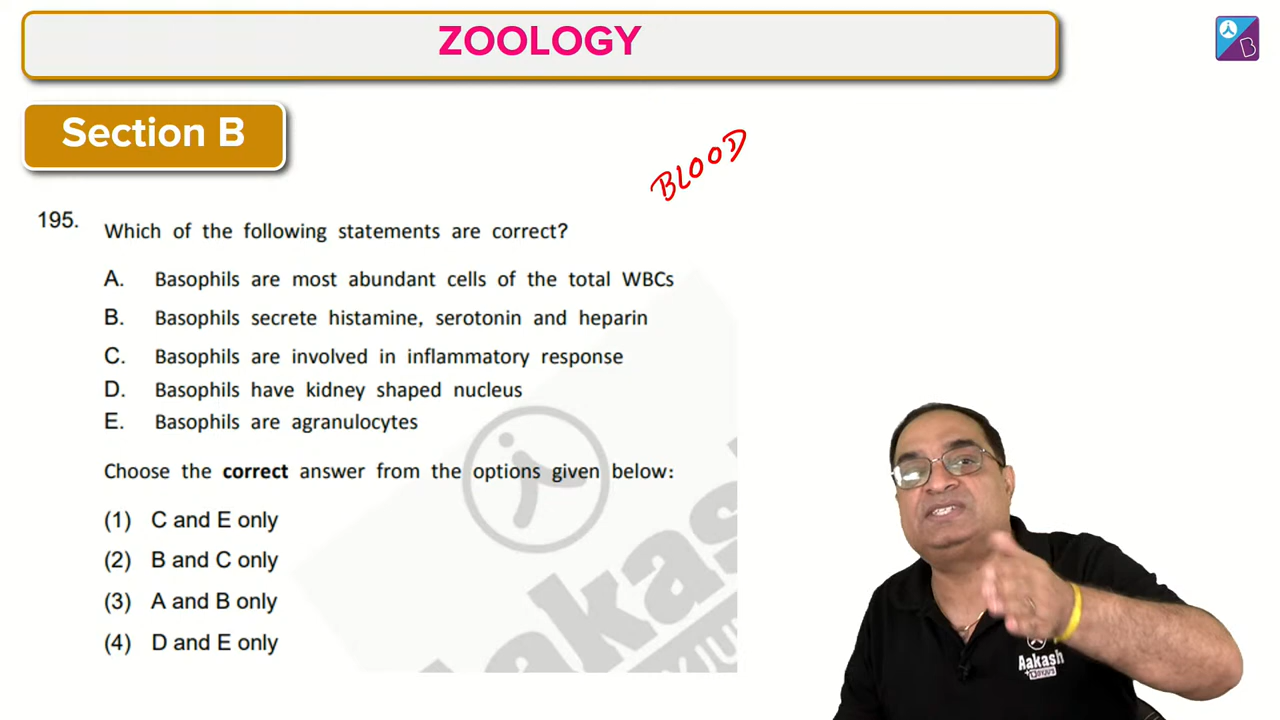 ZOOLOGY
Section B
BLOOD
195. Which of the following statements are correct?
A. Basophils are most abundant cells of the total WBCs
B. Basophils secrete histamine, serotonin and heparin
C. Basophils are involved in inflammatory response
D. Basophils have kidney shaped nucleus
E. Basophils are agranulocytes
Choose the correct answer from the options given below:
(1) C and E only
(2) B and C only
(3) A and B only
(4) D and E only
Aakash
Aakash
BYJU'S